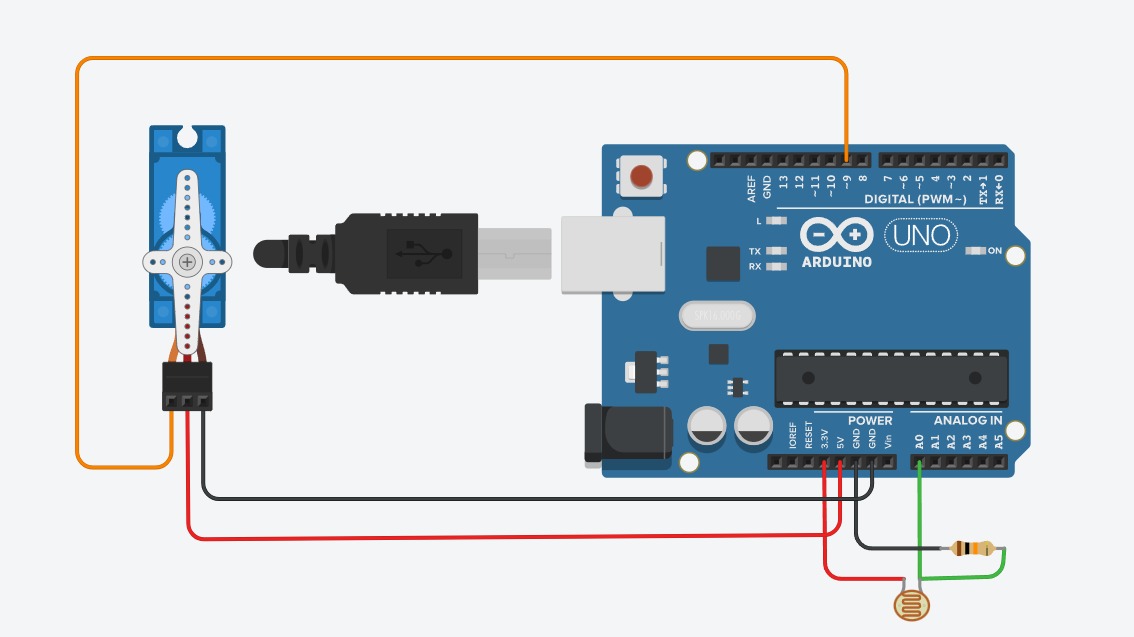 AREF
GND
13
12
~11
~10
~9
8
7
~6
~5
4
~3
2
TX→1
RX←0
DIGITAL (PWM~)
L
TX
RX
UNO
ON
ARDUINO
POWER
ANALOG IN
IOREF
RESET
3.3V
5V
GND
GND
Vin
A0
A1
A2
A3
A4
A5